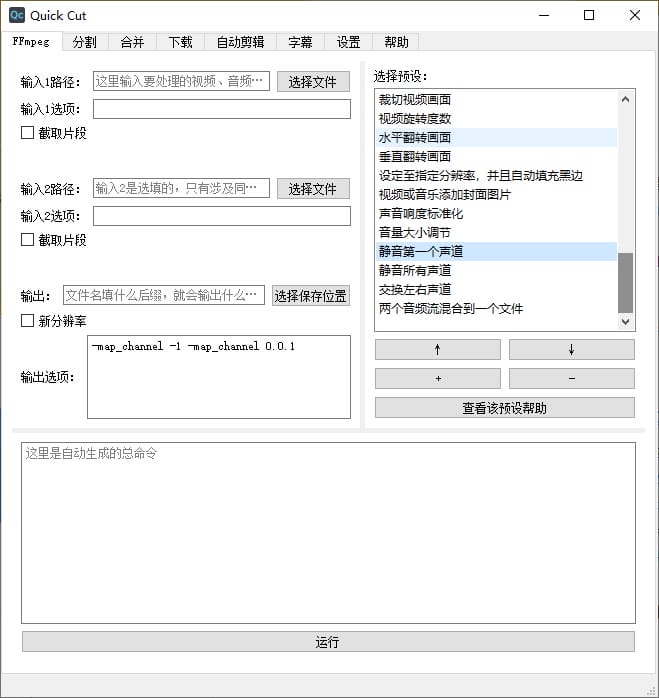 Qc Quick Cut
FFmpeg 分割 合并 下载 自动剪辑 字幕 设置 帮助
输入1路径： 这里输入要处理的视频、音频… 选择文件
输入1选项：
截取片段
输入2路径： 输入2是选填的，只有涉及同… 选择文件
输入2选项：
截取片段
输出： 文件名填什么后缀，就会输出什么… 选择保存位置
新分辨率
输出选项： -map_channel -1 -map_channel 0.0.1
选择预设：
裁切视频画面
视频旋转度数
水平翻转画面
垂直翻转画面
设定至指定分辨率，并且自动填充黑边
视频或音乐添加封面图片
声音响度标准化
音量大小调节
静音第一个声道
静音所有声道
交换左右声道
两个音频流混合到一个文件
↑ ↓
+ -
查看该预设帮助
这里是自动生成的总命令
运行